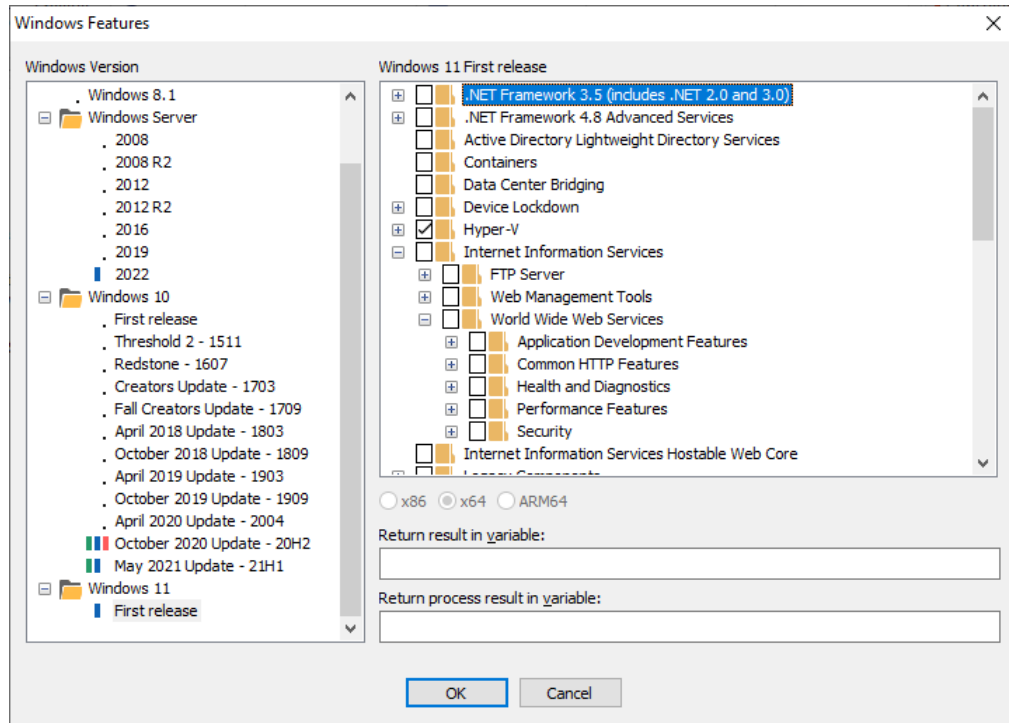 Windows Features
Windows Version
Windows 8.1
Windows Server
2008
2008 R2
2012
2012 R2
2016
2019
2022
Windows 10
First release
Threshold 2 - 1511
Redstone - 1607
Creators Update - 1703
Fall Creators Update - 1709
April 2018 Update - 1803
October 2018 Update - 1809
April 2019 Update - 1903
October 2019 Update - 1909
April 2020 Update - 2004
October 2020 Update - 20H2
May 2021 Update - 21H1
Windows 11
First release
Windows 11 First release
.NET Framework 3.5 (includes .NET 2.0 and 3.0)
.NET Framework 4.8 Advanced Services
Active Directory Lightweight Directory Services
Containers
Data Center Bridging
Device Lockdown
Hyper-V
Internet Information Services
FTP Server
Web Management Tools
World Wide Web Services
Application Development Features
Common HTTP Features
Health and Diagnostics
Performance Features
Security
Internet Information Services Hostable Web Core
Legacy Components
x86 x64 ARM64
Return result in variable:
Return process result in variable:
OK Cancel